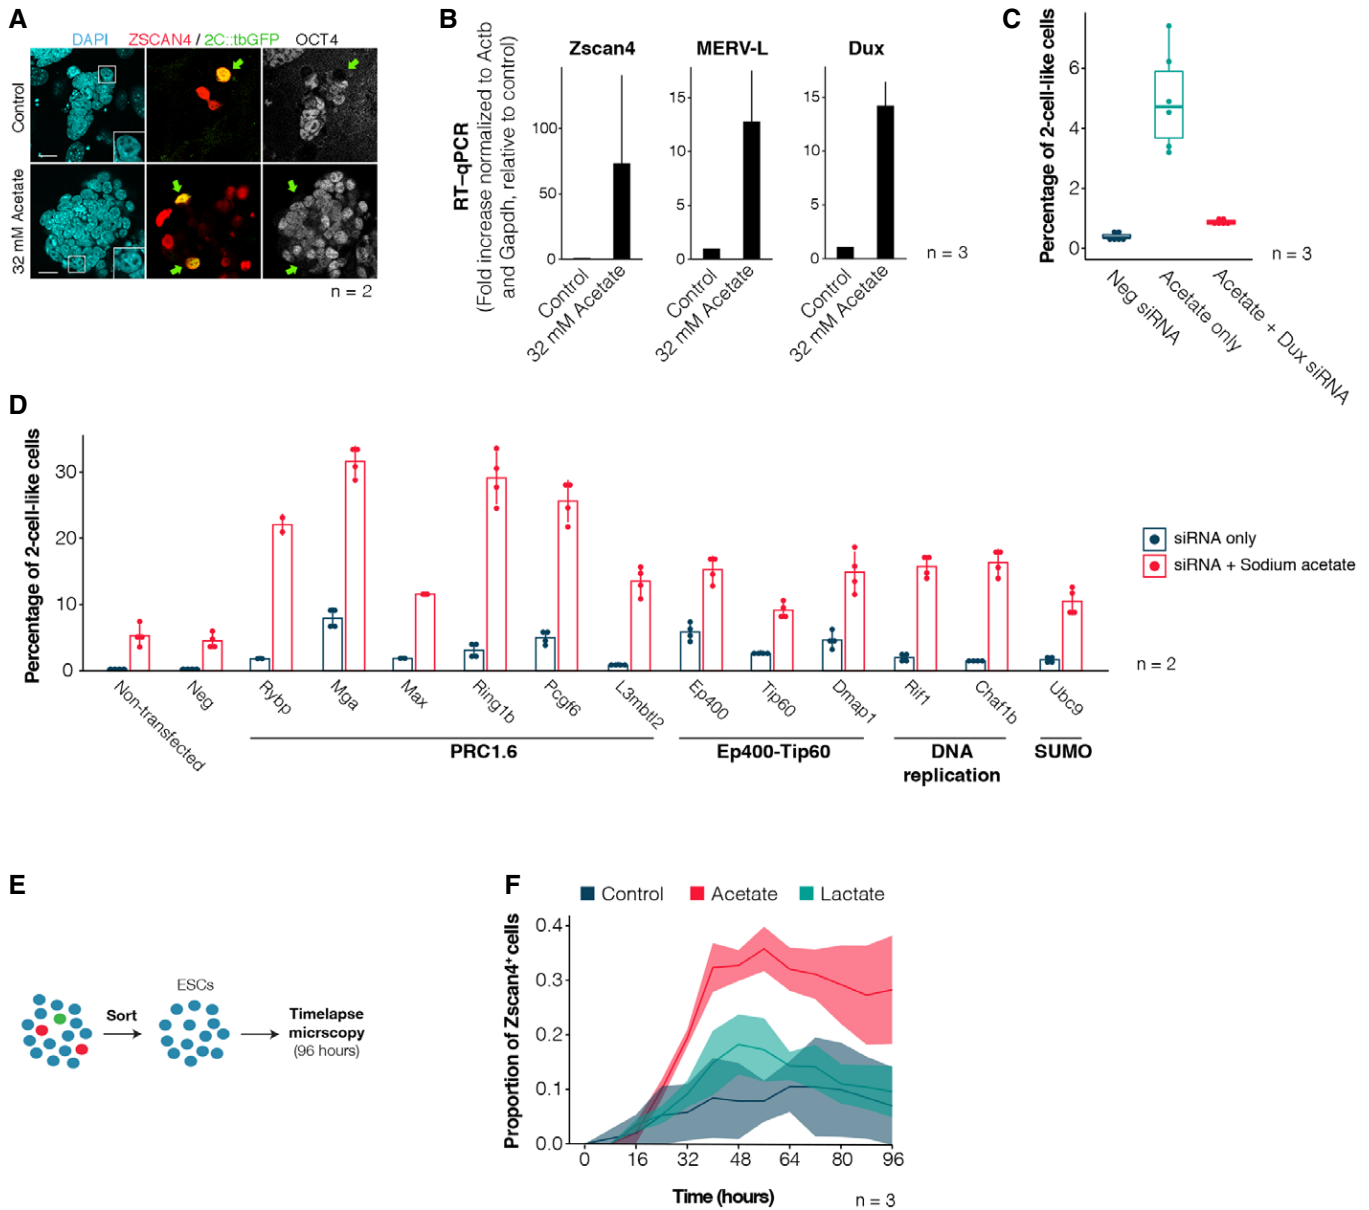 A
DAPI ZSCAN4 / 2C::tbGFP OCT4
Control
32 mM Acetate
n = 2
B
RT–qPCR
(Fold increase normalized to Actb
and Gapdh, relative to control)
Zscan4
100
50
0
Control
32 mM Acetate
MERV-L
15
10
5
0
Control
32 mM Acetate
Dux
15
10
5
0
Control
32 mM Acetate
n = 3
C
Percentage of 2-cell-like cells
6
4
2
0
Neg siRNA
Acetate only
Acetate + Dux siRNA
n = 3
D
Percentage of 2-cell-like cells
30
20
10
0
Non-transfected
Neg
Rybp
Mga
Max
Ring1b
Pcgf6
L3mbtl2
Ep400
Tip60
Dmap1
Rif1
Chaf1b
Ubc9
PRC1.6
Ep400-Tip60
DNA
replication
SUMO
siRNA only
siRNA + Sodium acetate
n = 2
E
Sort
ESCs
Timelapse
micrscopy
(96 hours)
F
Control Acetate Lactate
Proportion of Zscan4+ cells
0.4
0.3
0.2
0.1
0.0
0 16 32 48 64 80 96
Time (hours)
n = 3